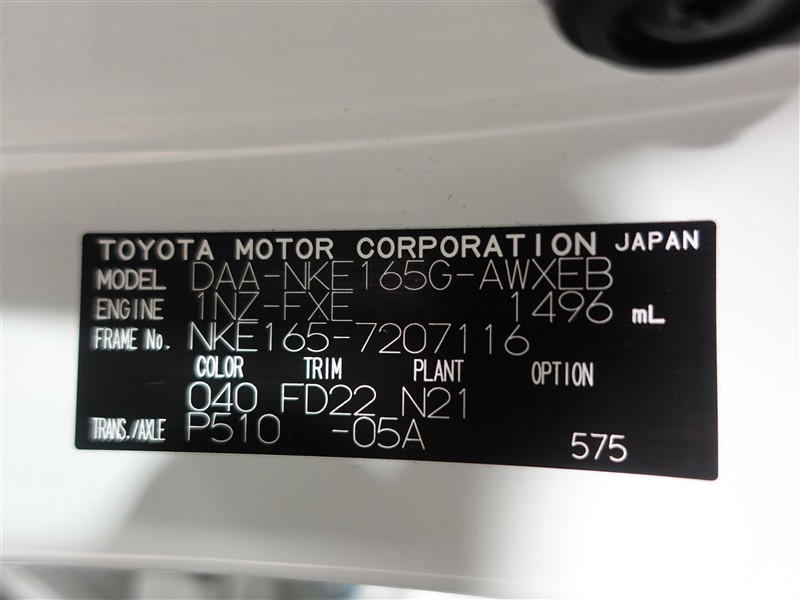 TOYOTA MOTOR CORPORATION JAPAN
MODEL DAA-NKE165G-AWXEB
ENGINE 1NZ-FXE 1496 mL
FRAME No. NKE165-7207116
COLOR TRIM PLANT OPTION
040 FD22 N21
TRANS./AXLE P510 -05A 575